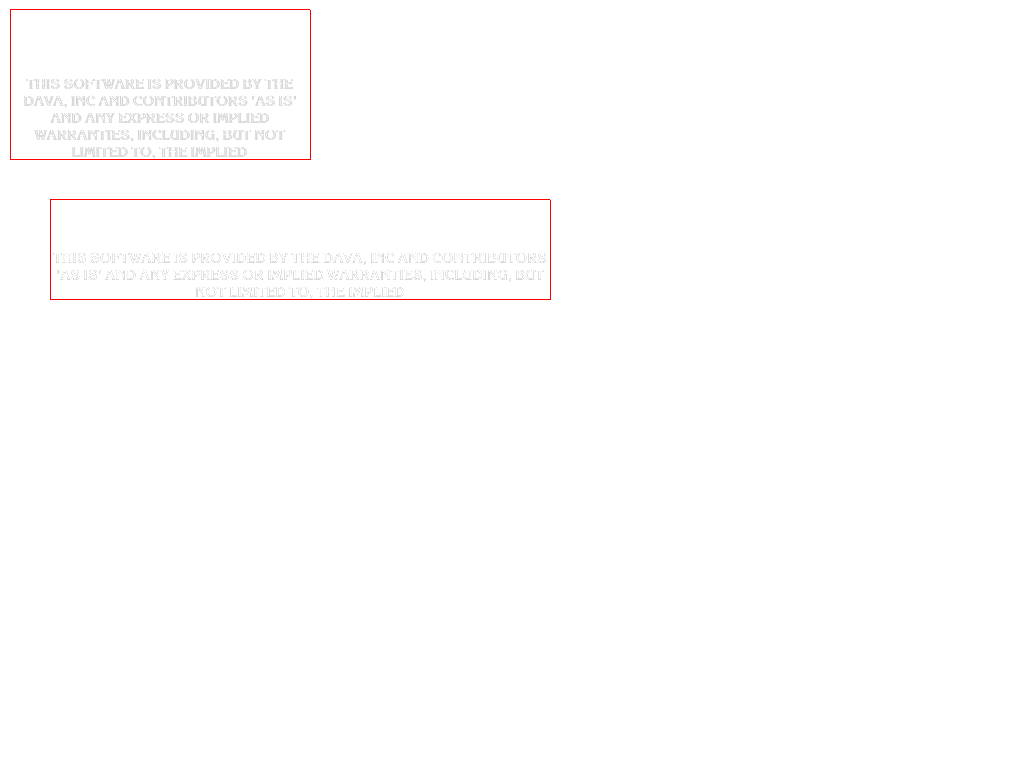 THIS SOFTWARE IS PROVIDED BY THE
DAVA, INC AND CONTRIBUTORS 'AS IS'
AND ANY EXPRESS OR IMPLIED
WARRANTIES, INCLUDING, BUT NOT
LIMITED TO, THE IMPLIED
THIS SOFTWARE IS PROVIDED BY THE DAVA, INC AND CONTRIBUTORS
'AS IS' AND ANY EXPRESS OR IMPLIED WARRANTIES, INCLUDING, BUT
NOT LIMITED TO, THE IMPLIED